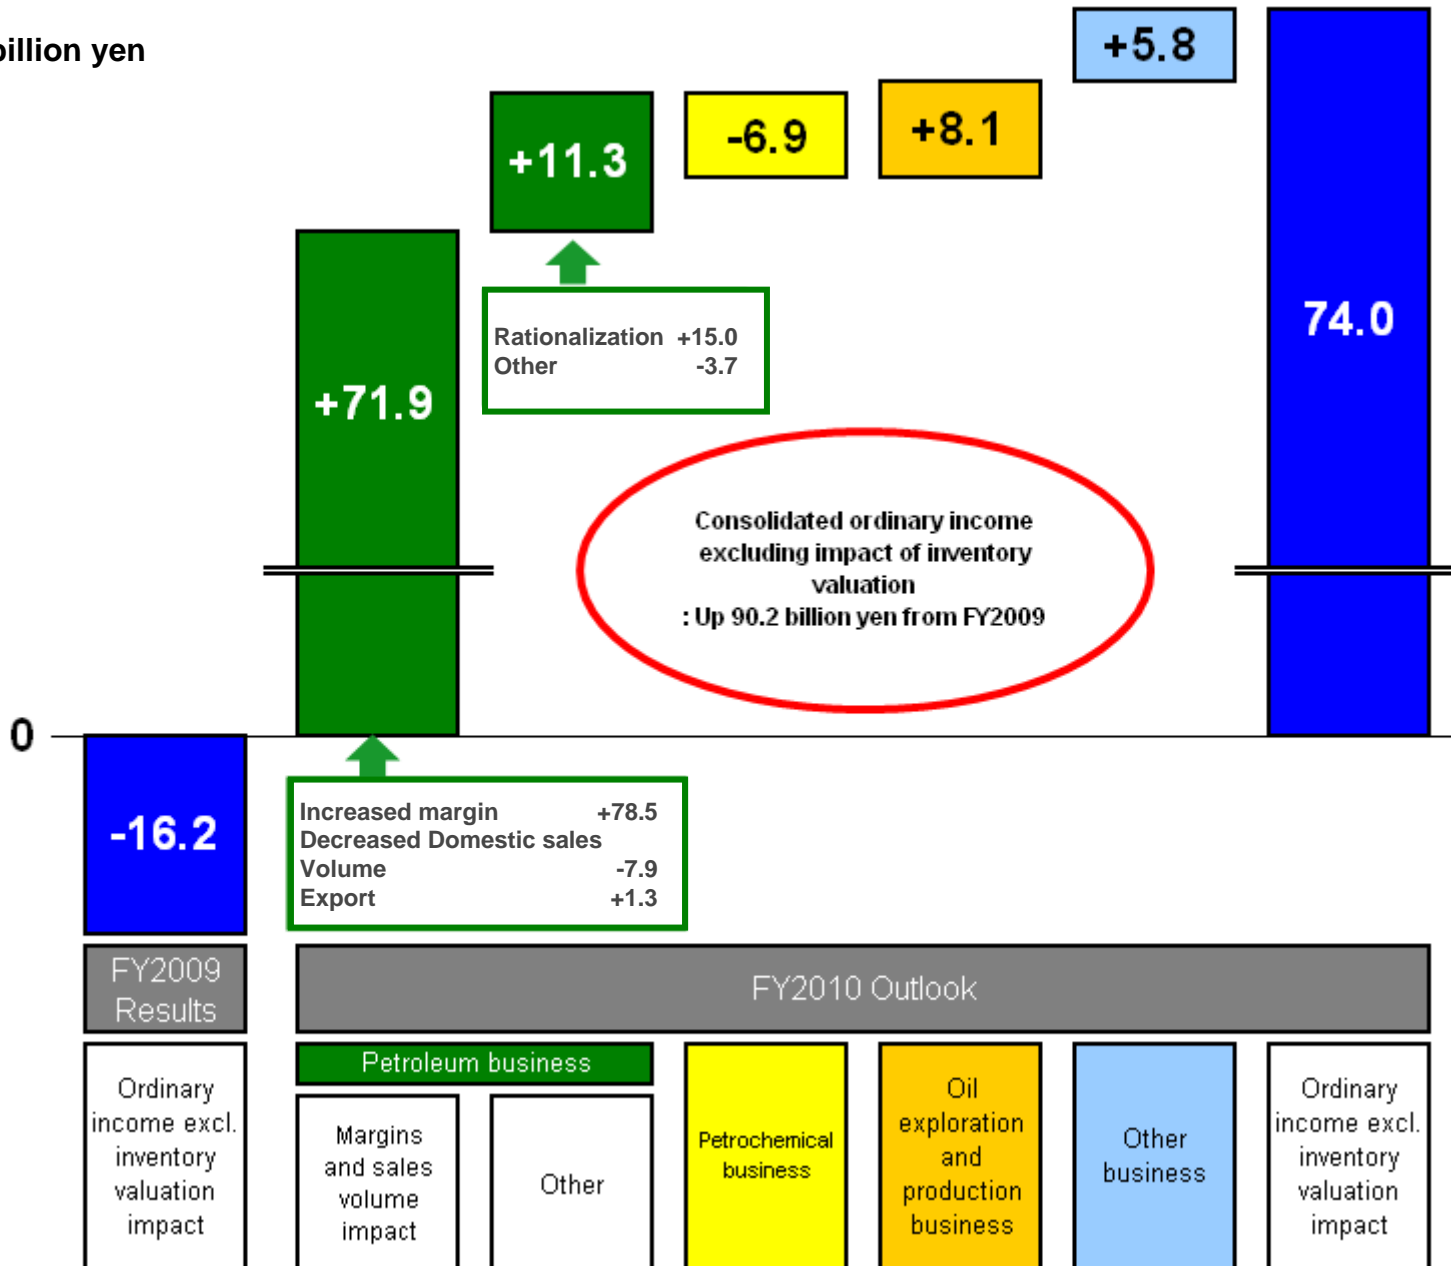 billion yen
+5.8
+11.3
-6.9
+8.1
74.0
Rationalization +15.0
Other -3.7
+71.9
Consolidated ordinary income
excluding impact of inventory
valuation
: Up 90.2 billion yen from FY2009
0
-16.2
Increased margin +78.5
Decreased Domestic sales
Volume -7.9
Export +1.3
FY2009
Results
FY2010 Outlook
Petroleum business
Ordinary
income excl.
inventory
valuation
impact
Margins
and sales
volume
impact
Other
Petrochemical
business
Oil
exploration
and
production
business
Other
business
Ordinary
income excl.
inventory
valuation
impact